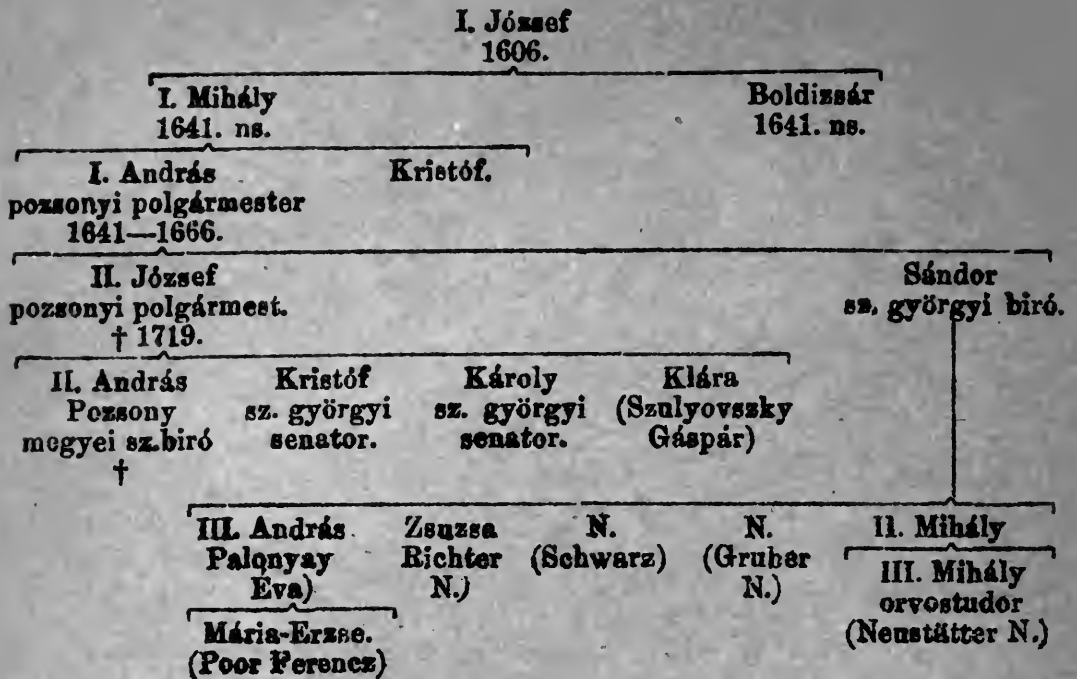 I. József
1606.
I. Mihály
1641. ns.
Boldizsár
1641. ns.
I. András
pozsonyi polgármester
1641—1666.
Kristóf.
II. József
pozsonyi polgármest.
† 1719.
Sándor
sz. györgyi biró.
II. András
Pozsony
megyei sz.biró
†
Kristóf
sz. györgyi
senator.
Károly
sz. györgyi
senator.
Klára
(Szulyovszky
Gáspár)
III. András
Palonyay
Eva)
Zsuzsa
Richter
N.)
N.
(Schwarz)
N.
(Gruber
N.)
II. Mihály
III. Mihály
orvostudor
(Neustätter N.)
Mária-Erzse.
(Poor Ferencz)